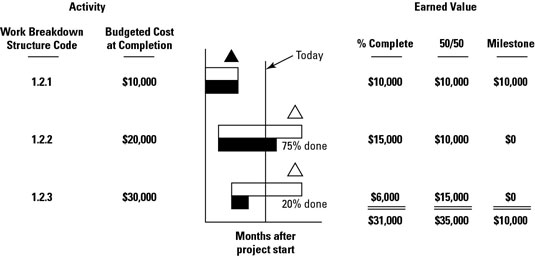 Activity
Earned Value
Work Breakdown
Structure Code
Budgeted Cost
at Completion
Today
% Complete
50/50
Milestone
1.2.1
$10,000
$10,000
$10,000
$10,000
1.2.2
$20,000
75% done
$15,000
$10,000
$0
1.2.3
$30,000
20% done
$6,000
$15,000
$0
$31,000
$35,000
$10,000
Months after
project start